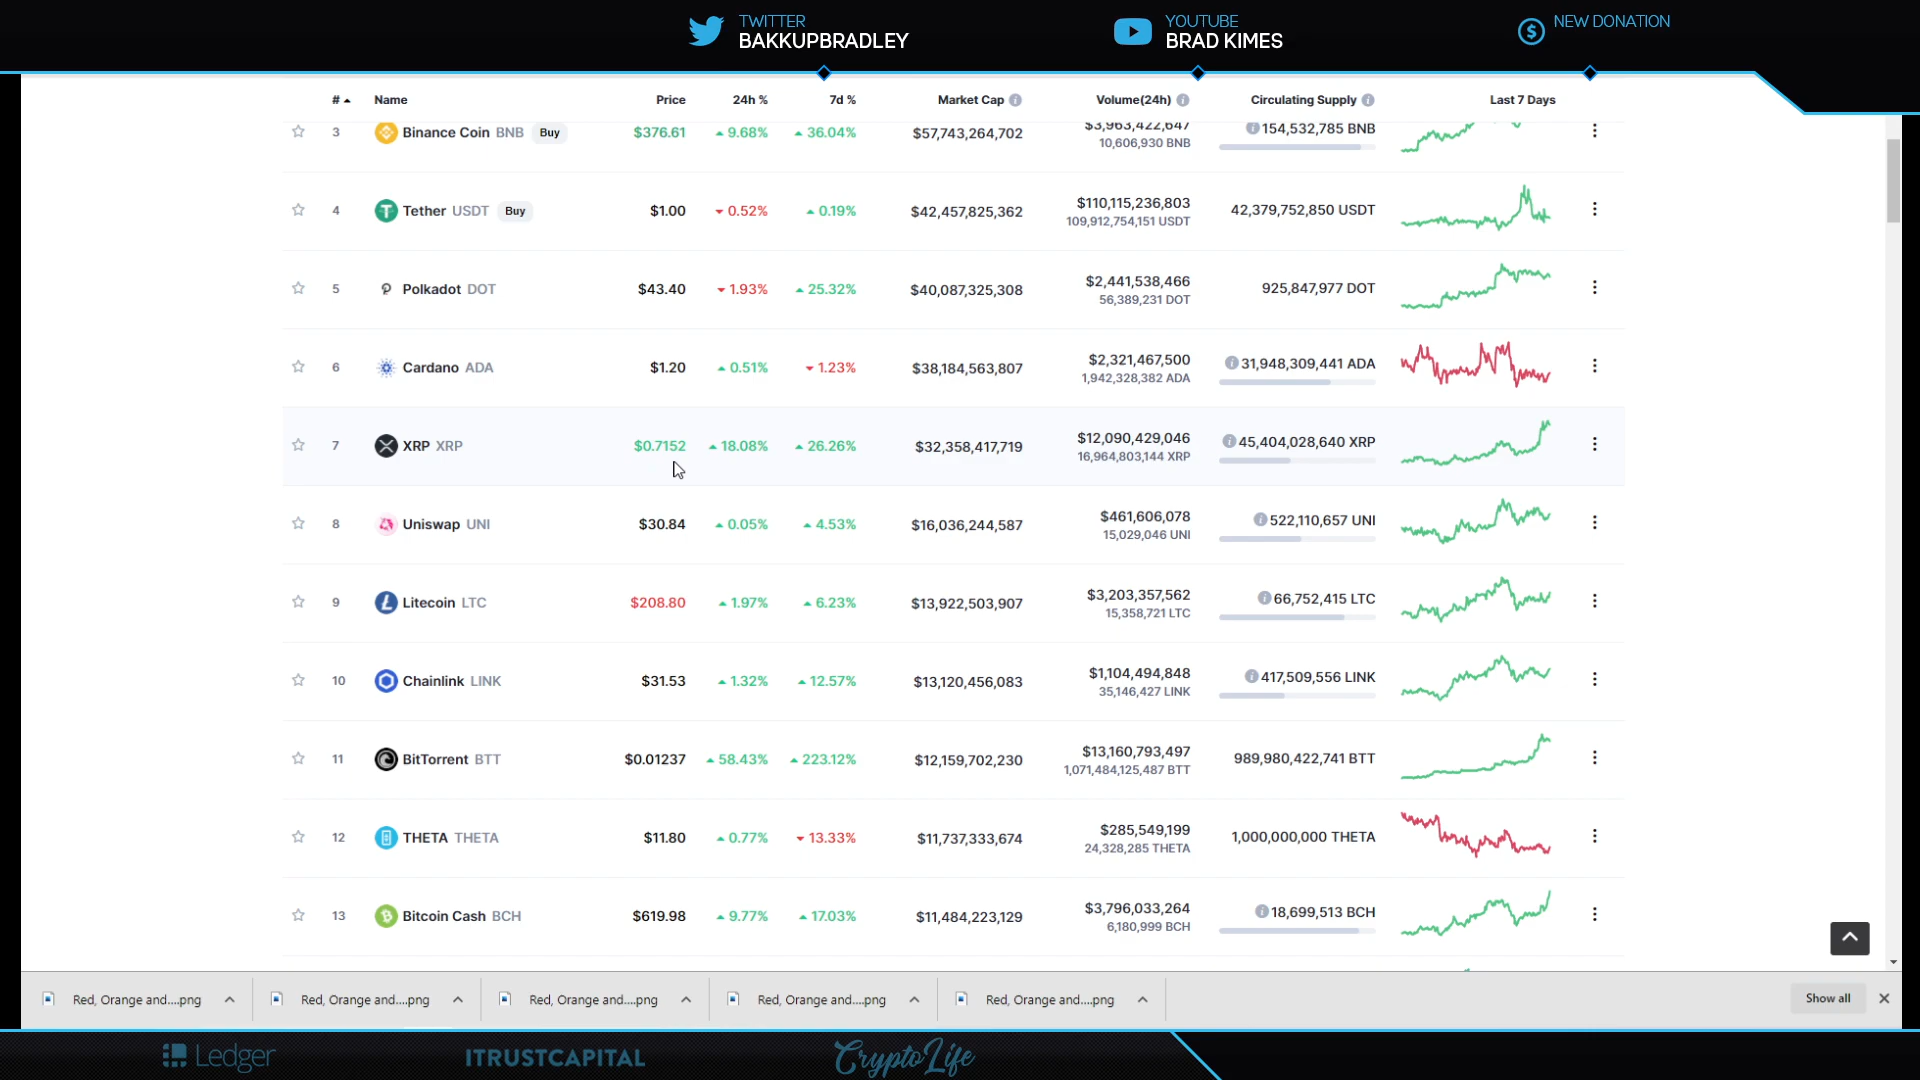 TWITTER
BAKKUPBRADLEY
YOUTUBE
BRAD KIMES
NEW DONATION
# Name Price 24h % 7d % Market Cap Volume(24h) Circulating Supply Last 7 Days
3 Binance Coin BNB Buy $376.61 9.68% 36.04% $57,743,264,702 $3,963,422,647 154,532,785 BNB
10,606,930 BNB
4 Tether USDT Buy $1.00 0.52% 0.19% $42,457,825,362 $110,115,236,803 42,379,752,850 USDT
109,912,754,151 USDT
5 Polkadot DOT $43.40 1.93% 25.32% $40,087,325,308 $2,441,538,466 925,847,977 DOT
56,389,231 DOT
6 Cardano ADA $1.20 0.51% 1.23% $38,184,563,807 $2,321,467,500 31,948,309,441 ADA
1,942,328,382 ADA
7 XRP XRP $0.7152 18.08% 26.26% $32,358,417,719 $12,090,429,046 45,404,028,640 XRP
16,964,803,144 XRP
8 Uniswap UNI $30.84 0.05% 4.53% $16,036,244,587 $461,606,078 522,110,657 UNI
15,029,046 UNI
9 Litecoin LTC $208.80 1.97% 6.23% $13,922,503,907 $3,203,357,562 66,752,415 LTC
15,358,721 LTC
10 Chainlink LINK $31.53 1.32% 12.57% $13,120,456,083 $1,104,494,848 417,509,556 LINK
35,146,427 LINK
11 BitTorrent BTT $0.01237 58.43% 223.12% $12,159,702,230 $13,160,793,497 989,980,422,741 BTT
1,071,484,125,487 BTT
12 THETA THETA $11.80 0.77% 13.33% $11,737,333,674 $285,549,199 1,000,000,000 THETA
24,328,285 THETA
13 Bitcoin Cash BCH $619.98 9.77% 17.03% $11,484,223,129 $3,796,033,264 18,699,513 BCH
6,180,999 BCH
Red, Orange and....png Red, Orange and....png Red, Orange and....png Red, Orange and....png Red, Orange and....png Show all
Ledger ITRUSTCAPITAL CryptoLife